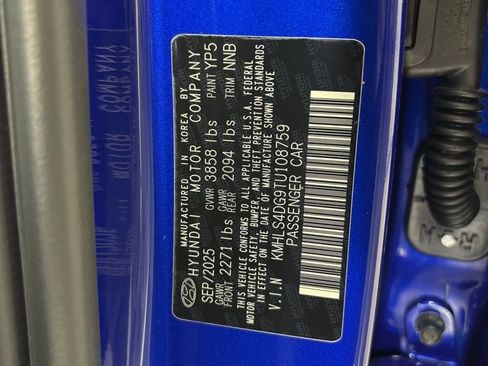 MANUFACTURED IN KOREA BY
HYUNDAI MOTOR COMPANY
SEP/2025 GVWR 3858 lbs PAINT YP5
GAWR FRONT 2271 lbs GAWR REAR 2094 lbs TRIM NNB
THIS VEHICLE CONFORMS TO ALL APPLICABLE U.S.A. FEDERAL
MOTOR VEHICLE SAFETY, BUMPER, AND THEFT PREVENTION STANDARDS
IN EFFECT ON THE DATE OF MANUFACTURE SHOWN ABOVE.
V.I.N KMHLS4DG9TU108759
PASSENGER CAR